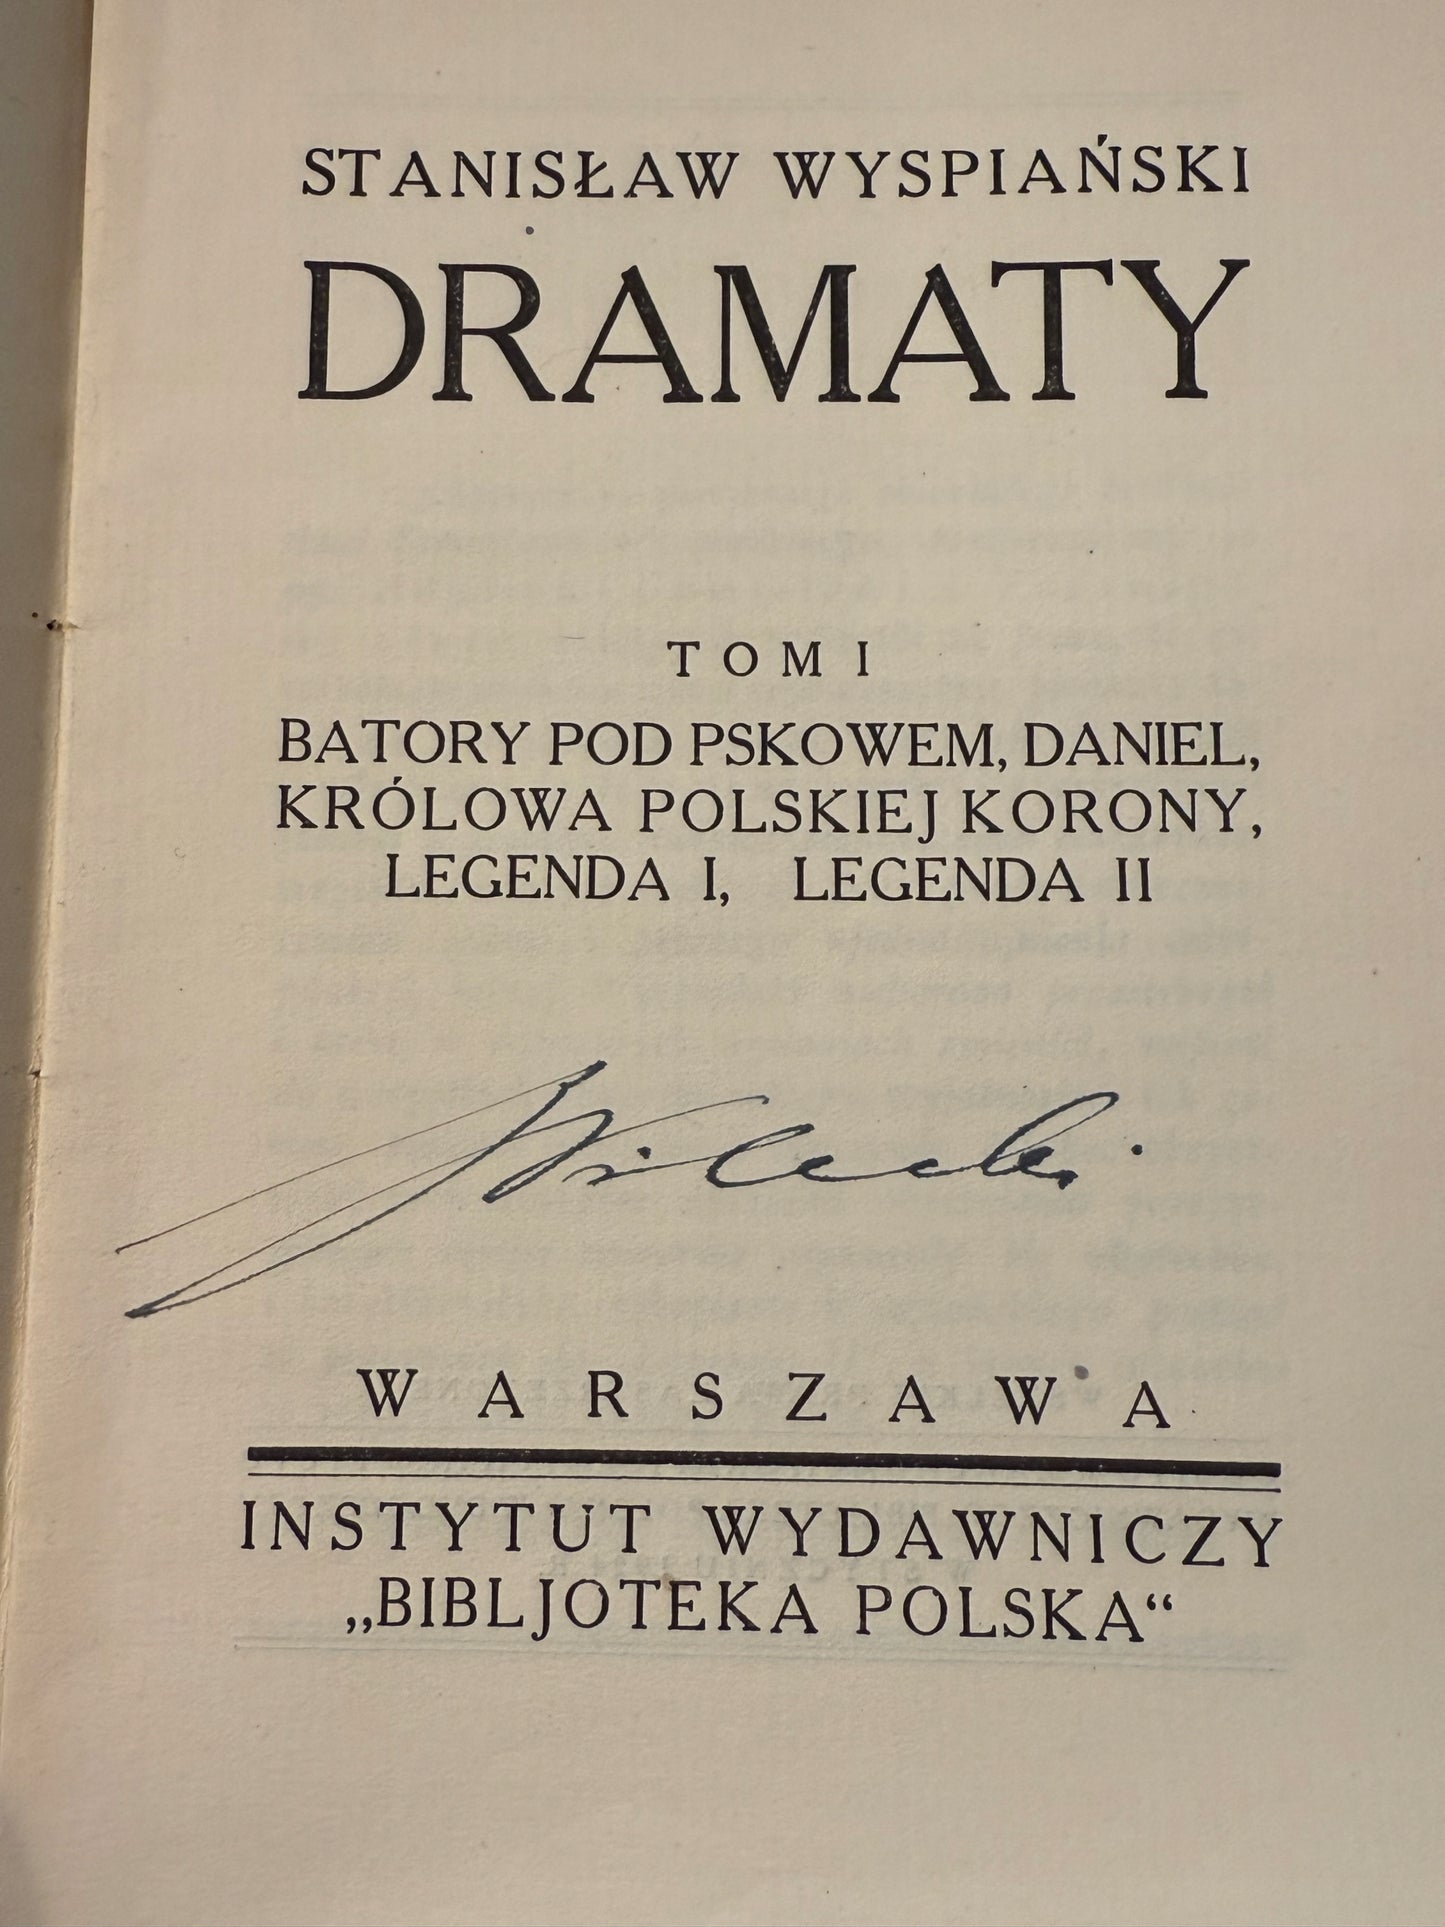 STANISŁAW WYSPIAŃSKI
DRAMATY
TOM I
BATORY POD PSKOWEM, DANIEL,
KRÓLOWA POLSKIEJ KORONY,
LEGENDA I, LEGENDA II
WARSZAWA
INSTYTUT WYDAWNICZY
„BIBLJOTEKA POLSKA“